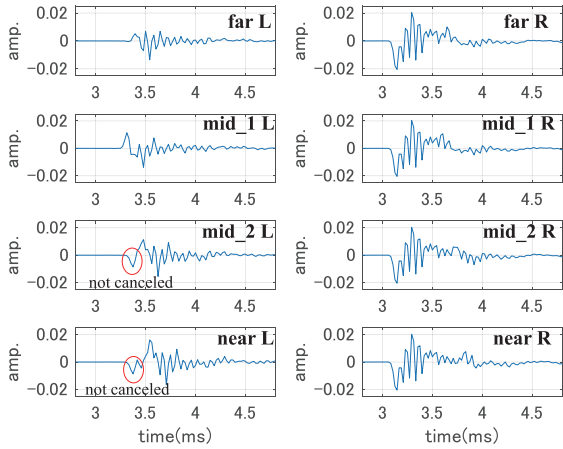 far L
far R
amp.
0.02
0
−0.02
3
3.5
4
4.5
0.02
0
−0.02
3
3.5
4
4.5
mid_1 L
mid_1 R
amp.
0.02
0
−0.02
3
3.5
4
4.5
amp.
0.02
0
−0.02
3
3.5
4
4.5
mid_2 L
mid_2 R
amp.
0.02
0
−0.02
3
3.5
4
4.5
not canceled
amp.
0.02
0
−0.02
3
3.5
4
4.5
near L
near R
amp.
0.02
0
−0.02
not canceled
3
3.5
4
4.5
time(ms)
amp.
0.02
0
−0.02
3
3.5
4
4.5
time(ms)
amp.